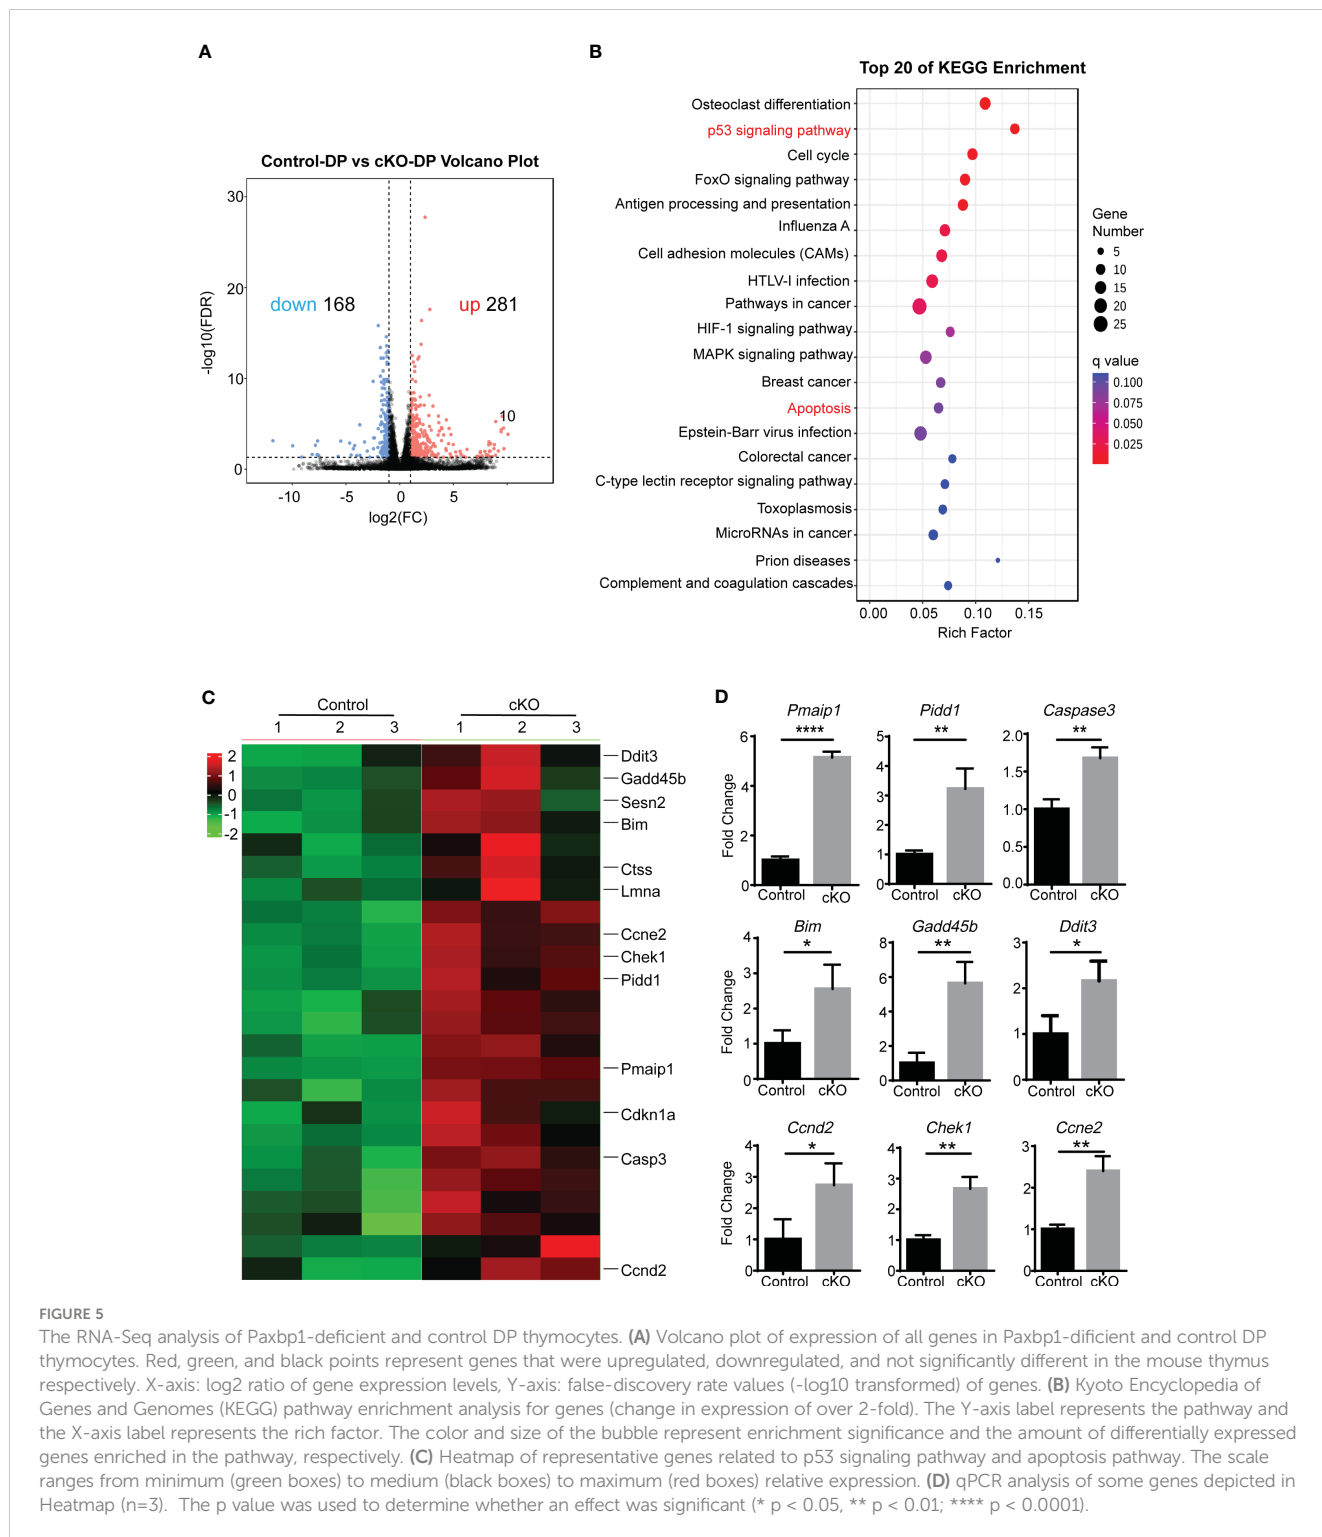 A
Control-DP vs cKO-DP Volcano Plot
30
20
10
0
-log10(FDR)
down 168
up 281
10
-10
-5
0
5
log2(FC)
B
Top 20 of KEGG Enrichment
Osteoclast differentiation
p53 signaling pathway
Cell cycle
FoxO signaling pathway
Antigen processing and presentation
Influenza A
Cell adhesion molecules (CAMs)
HTLV-I infection
Pathways in cancer
HIF-1 signaling pathway
MAPK signaling pathway
Breast cancer
Apoptosis
Epstein-Barr virus infection
Colorectal cancer
C-type lectin receptor signaling pathway
Toxoplasmosis
MicroRNAs in cancer
Prion diseases
Complement and coagulation cascades
0.00
0.05
0.10
0.15
Rich Factor
Gene
Number
5
10
15
20
25
q value
0.100
0.075
0.050
0.025
C
Control
cKO
1
2
3
1
2
3
2
1
0
-1
-2
Ddit3
Gadd45b
Sesn2
Bim
Ctss
Lmna
Ccne2
Chek1
Pidd1
Pmaip1
Cdkn1a
Casp3
Ccnd2
D
Pmaip1
****
6
4
2
0
Fold Change
Control
cKO
Pidd1
**
5
4
3
2
1
0
Control
cKO
Caspase3
**
2.0
1.5
1.0
0.5
0.0
Control
cKO
Bim
*
4
3
2
1
0
Fold Change
Control
cKO
Gadd45b
**
8
6
4
2
0
Control
cKO
Ddit3
*
3
2
1
0
Control
cKO
Ccnd2
*
4
3
2
1
0
Fold Change
Control
cKO
Chek1
**
4
3
2
1
0
Control
cKO
Ccne2
**
3
2
1
0
Control
cKO
FIGURE 5
The RNA-Seq analysis of Paxbp1-deficient and control DP thymocytes. (A) Volcano plot of expression of all genes in Paxbp1-dificient and control DP
thymocytes. Red, green, and black points represent genes that were upregulated, downregulated, and not significantly different in the mouse thymus
respectively. X-axis: log2 ratio of gene expression levels, Y-axis: false-discovery rate values (-log10 transformed) of genes. (B) Kyoto Encyclopedia of
Genes and Genomes (KEGG) pathway enrichment analysis for genes (change in expression of over 2-fold). The Y-axis label represents the pathway and
the X-axis label represents the rich factor. The color and size of the bubble represent enrichment significance and the amount of differentially expressed
genes enriched in the pathway, respectively. (C) Heatmap of representative genes related to p53 signaling pathway and apoptosis pathway. The scale
ranges from minimum (green boxes) to medium (black boxes) to maximum (red boxes) relative expression. (D) qPCR analysis of some genes depicted in
Heatmap (n=3). The p value was used to determine whether an effect was significant (* p < 0.05, ** p < 0.01; **** p < 0.0001).